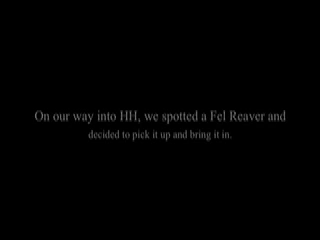 On our way into HH, we spotted a Fel Reaver and
decided to pick it up and bring it in.